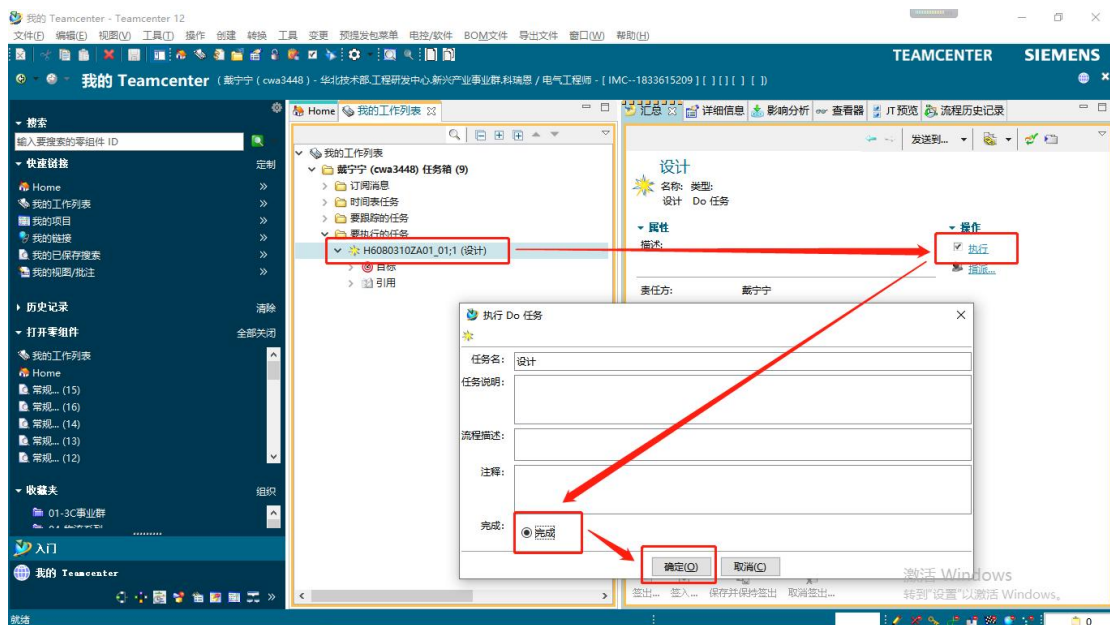 我的 Teamcenter - Teamcenter 12
文件(F) 编辑(E) 视图(V) 工具(T) 操作 创建 转换 工具 变更 预提发包菜单 电控/软件 BOM文件 导出文件 窗口(W) 帮助(H)
TEAMCENTER SIEMENS
我的 Teamcenter ( 戴宁宁 ( cwa3448 ) - 华北技术部.工程研发中心.新兴产业事业群.科瑞恩 / 电气工程师 - [ IMC--1833615209 ] [ ] [ ] [ ] [ ])
搜索
输入要搜索的零组件 ID
快速链接 定制
Home
我的工作列表
我的项目
我的链接
我的已保存搜索
我的视图/批注
历史记录 清除
打开零组件 全部关闭
我的工作列表
Home
常规... (15)
常规... (16)
常规... (14)
常规... (13)
常规... (12)
收藏夹 组织
01-3C事业群
入门
我的 Teamcenter
就绪
Home 我的工作列表
我的工作列表
戴宁宁 (cwa3448) 任务箱 (9)
订阅消息
时间表任务
要跟踪的任务
要执行的任务
H6080310ZA01_01;1 (设计)
目标
引用
汇总 详细信息 影响分析 查看器 JT 预览 流程历史记录
发送到...
设计
名称: 类型:
设计 Do 任务
属性 操作
描述: 执行
指派...
责任方: 戴宁宁
执行 Do 任务
任务名: 设计
任务说明:
流程描述:
注释:
完成: 完成
确定(O) 取消(C)
签出... 签入... 保存并保持签出 取消签出...
激活 Windows
转到"设置"以激活 Windows。
0